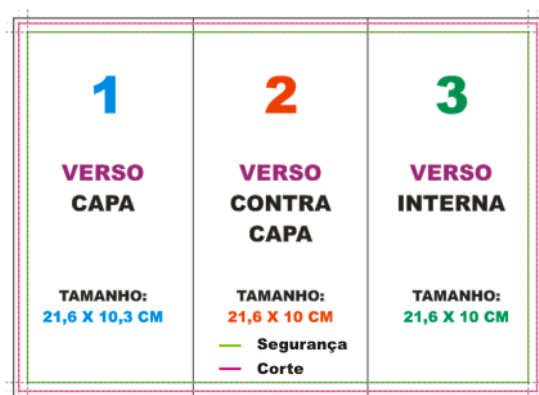 1
VERSO
CAPA
TAMANHO:
21,6 X 10,3 CM
2
VERSO
CONTRA
CAPA
TAMANHO:
21,6 X 10 CM
Segurança
Corte
3
VERSO
INTERNA
TAMANHO:
21,6 X 10 CM